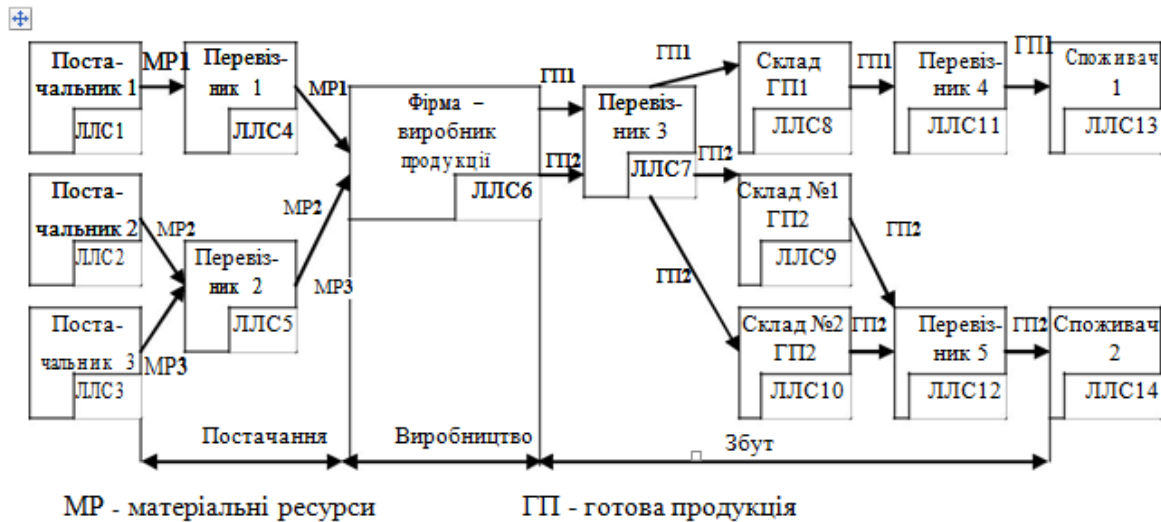 Поста-
чальник 1
ЛЛС1
МР1
Перевіз-
ник 1
ЛЛС4
МР1
Поста-
чальник 2
ЛЛС2
МР2
Перевіз-
ник 2
ЛЛС5
МР2
МР3
Поста-
чальник 3
ЛЛС3
МР3
Фірма –
виробник
продукції
ЛЛС6
ГП1
ГП2
Перевіз-
ник 3
ЛЛС7
ГП1
ГП2
ГП2
Склад
ГП1
ЛЛС8
ГП1
Перевіз-
ник 4
ЛЛС11
ГП1
Споживач
1
ЛЛС13
Склад №1
ГП2
ЛЛС9
ГП2
Склад №2
ГП2
ЛЛС10
ГП2
Перевіз-
ник 5
ЛЛС12
ГП2
Споживач
2
ЛЛС14
Постачання
Виробництво
Збут
МР - матеріальні ресурси
ГП - готова продукція